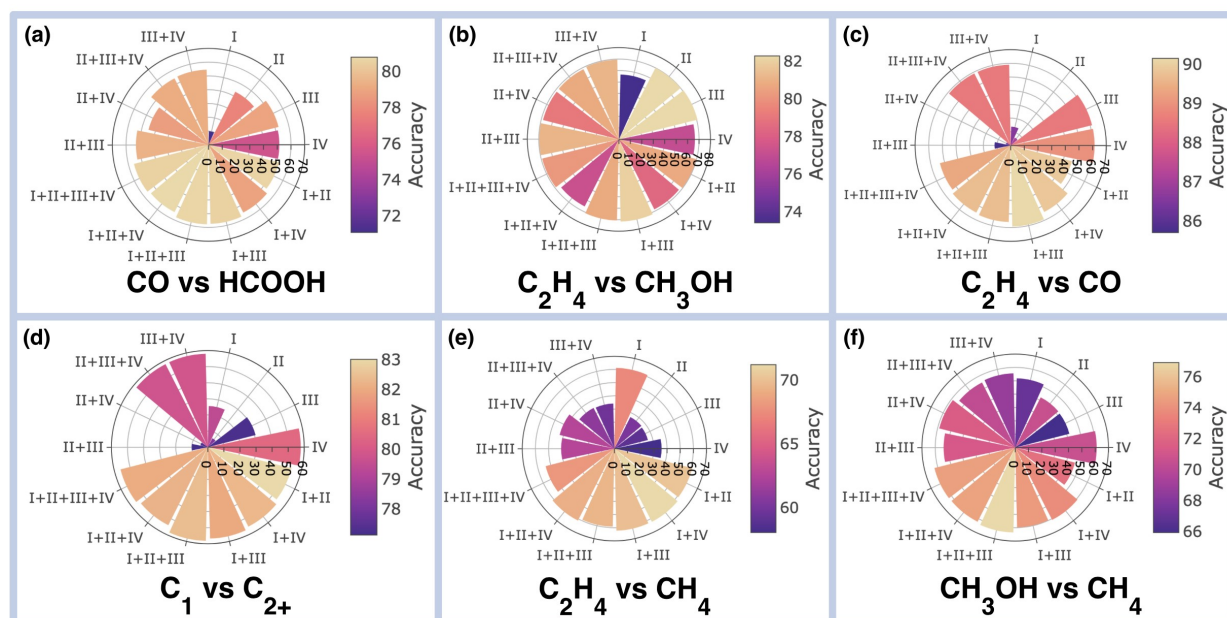 (a)
III+IV
I
II+III+IV
II
II+IV
III
II+III
IV
I+II+III+IV
I+II
I+II+IV
I+IV
I+II+III
I+III
0 10 20 30 40 50 60 70
80
78
76
74
72
Accuracy
CO vs HCOOH
(b)
III+IV
I
II+III+IV
II
II+IV
III
II+III
IV
I+II+III+IV
I+II
I+II+IV
I+IV
I+II+III
I+III
0 10 20 30 40 50 60 70 80
82
80
78
76
74
Accuracy
C2H4 vs CH3OH
(c)
III+IV
I
II+III+IV
II
II+IV
III
II+III
IV
I+II+III+IV
I+II
I+II+IV
I+IV
I+II+III
I+III
0 10 20 30 40 50 60 70
90
89
88
87
86
Accuracy
C2H4 vs CO
(d)
III+IV
I
II+III+IV
II
II+IV
III
II+III
IV
I+II+III+IV
I+II
I+II+IV
I+IV
I+II+III
I+III
0 10 20 30 40 50 60
83
82
81
80
79
78
Accuracy
C1 vs C2+
(e)
III+IV
I
II+III+IV
II
II+IV
III
II+III
IV
I+II+III+IV
I+II
I+II+IV
I+IV
I+II+III
I+III
0 10 20 30 40 50 60 70
70
65
60
Accuracy
C2H4 vs CH4
(f)
III+IV
I
II+III+IV
II
II+IV
III
II+III
IV
I+II+III+IV
I+II
I+II+IV
I+IV
I+II+III
I+III
0 10 20 30 40 50 60 70
76
74
72
70
68
66
Accuracy
CH3OH vs CH4